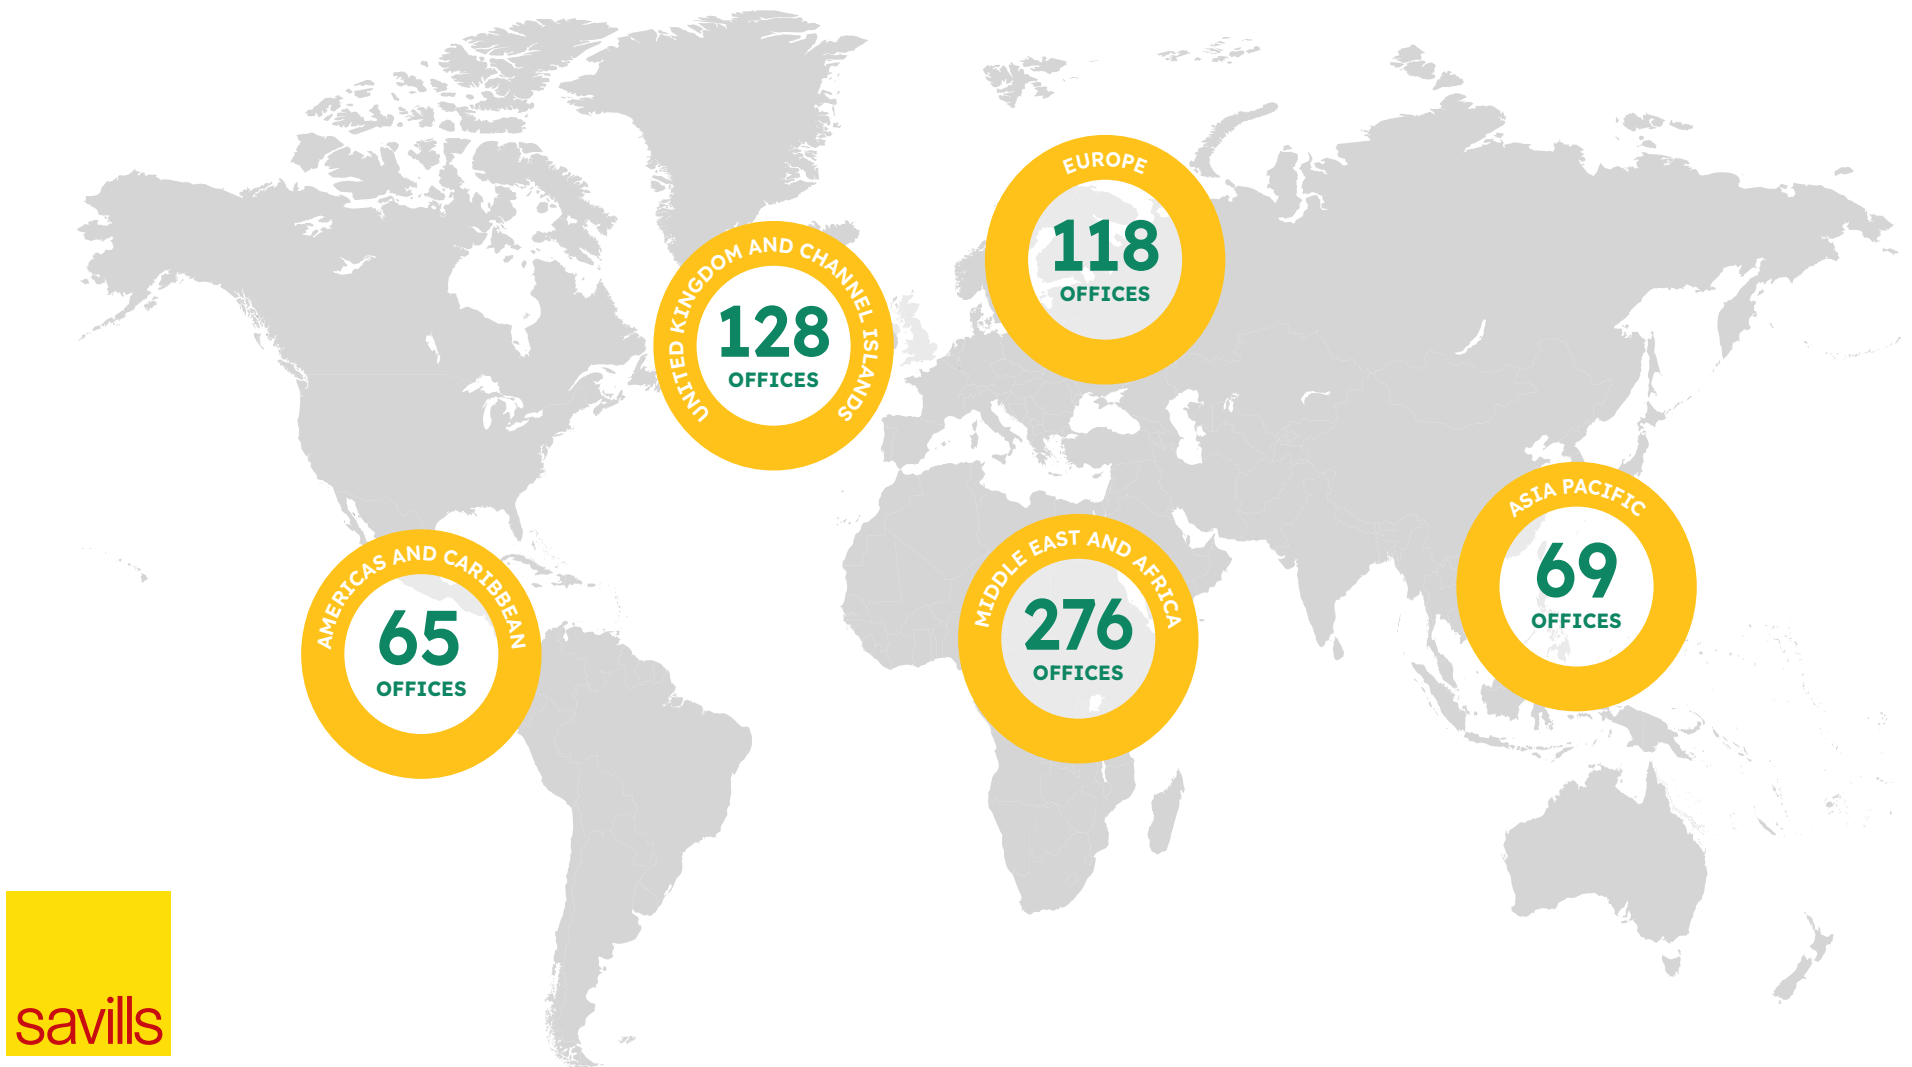 EUROPE
118
OFFICES
UNITED KINGDOM AND CHANNEL ISLANDS
128
OFFICES
ASIA PACIFIC
69
OFFICES
MIDDLE EAST AND AFRICA
276
OFFICES
AMERICAS AND CARIBBEAN
65
OFFICES
savills